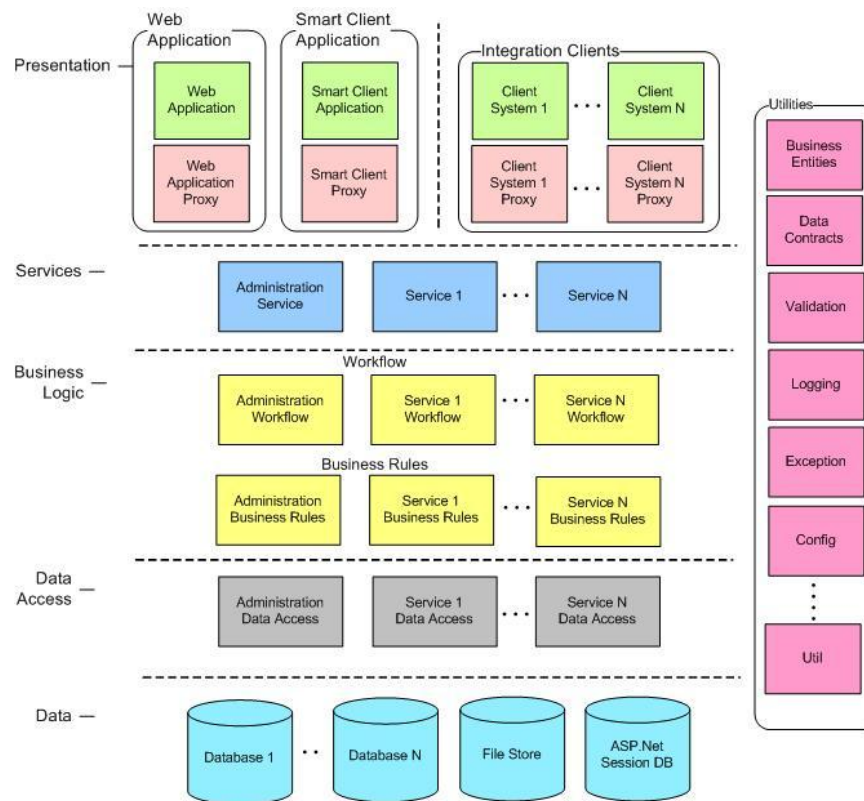 Web
Application
Smart Client
Application
Integration Clients
Presentation
Web
Application
Smart Client
Application
Client
System 1
Client
System N
Web
Application
Proxy
Smart Client
Proxy
Client
System 1
Proxy
Client
System N
Proxy
Utilities
Business
Entities
Data
Contracts
Validation
Logging
Exception
Config
Util
Services
Administration
Service
Service 1
Service N
Business
Logic
Workflow
Administration
Workflow
Service 1
Workflow
Service N
Workflow
Business Rules
Administration
Business Rules
Service 1
Business Rules
Service N
Business Rules
Data
Access
Administration
Data Access
Service 1
Data Access
Service N
Data Access
Data
Database 1
Database N
File Store
ASP.Net
Session DB